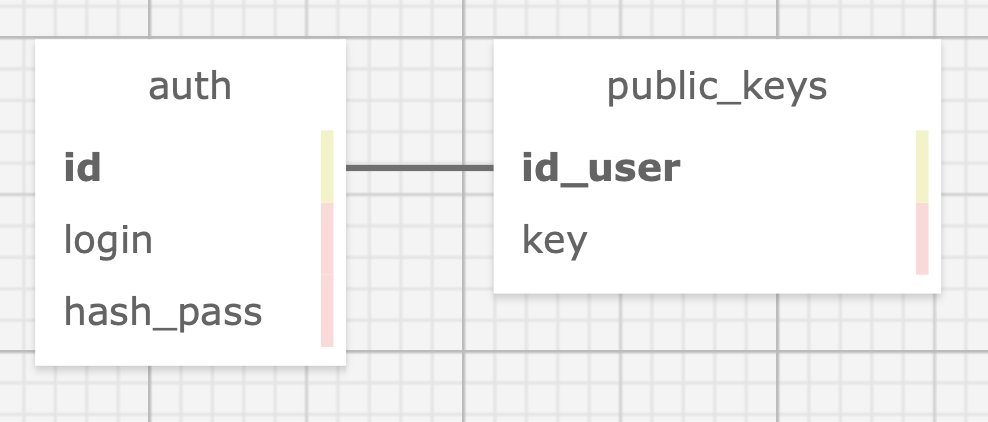 auth
id
login
hash_pass
public_keys
id_user
key